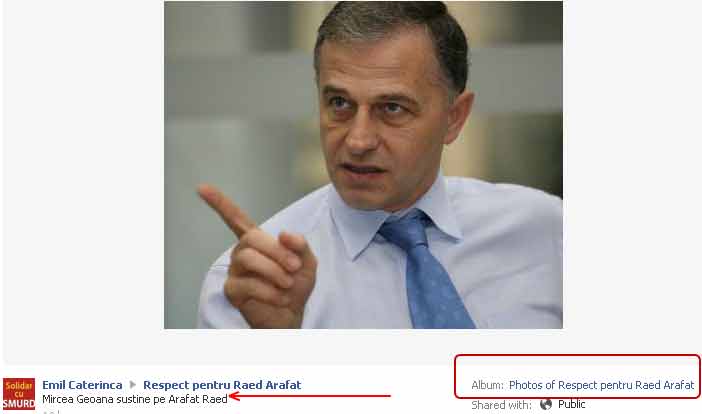 Solidar
cu
SMURD
Emil Caterinca Respect pentru Raed Arafat
Mircea Geoana sustine pe Arafat Raed
Album: Photos of Respect pentru Raed Arafat
Shared with: Public